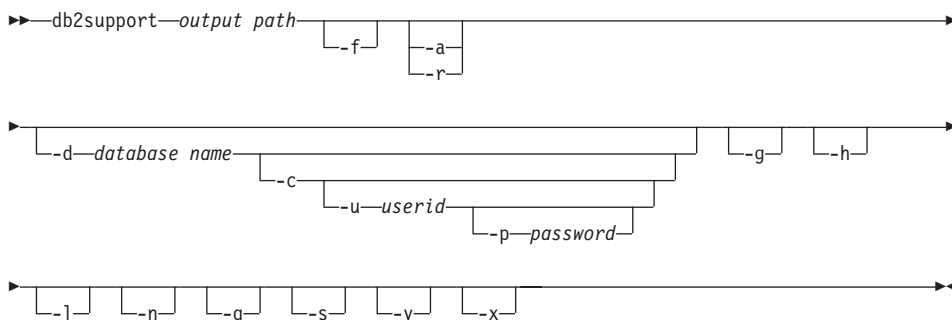 db2support output path
-f -a
-r
-d database name -g -h
-c
-u userid
-p password
-l -n -q -s -v -x